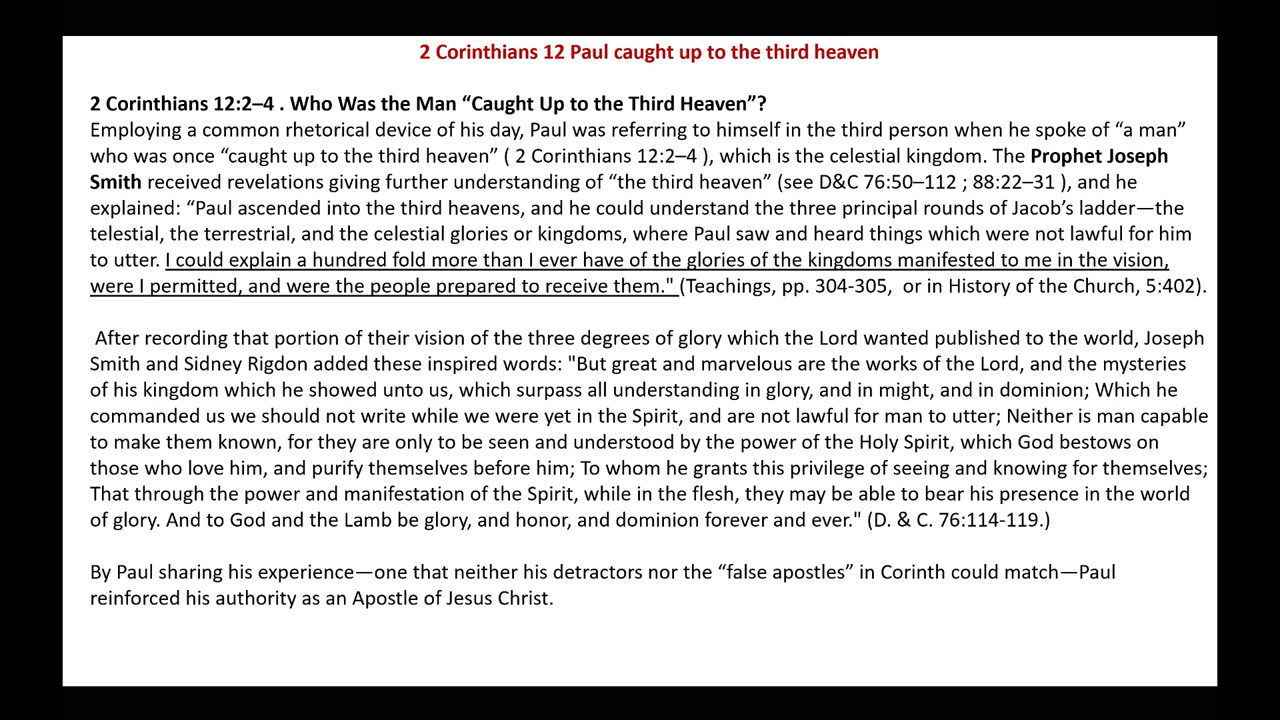 2 Corinthians 12 Paul caught up to the third heaven
2 Corinthians 12:2–4 . Who Was the Man “Caught Up to the Third Heaven”?
Employing a common rhetorical device of his day, Paul was referring to himself in the third person when he spoke of “a man”
who was once “caught up to the third heaven” ( 2 Corinthians 12:2–4 ), which is the celestial kingdom. The Prophet Joseph
Smith received revelations giving further understanding of “the third heaven” (see D&C 76:50–112 ; 88:22–31 ), and he
explained: “Paul ascended into the third heavens, and he could understand the three principal rounds of Jacob’s ladder—the
telestial, the terrestrial, and the celestial glories or kingdoms, where Paul saw and heard things which were not lawful for him
to utter. I could explain a hundred fold more than I ever have of the glories of the kingdoms manifested to me in the vision,
were I permitted, and were the people prepared to receive them." (Teachings, pp. 304-305,  or in History of the Church, 5:402).
After recording that portion of their vision of the three degrees of glory which the Lord wanted published to the world, Joseph
Smith and Sidney Rigdon added these inspired words: "But great and marvelous are the works of the Lord, and the mysteries
of his kingdom which he showed unto us, which surpass all understanding in glory, and in might, and in dominion; Which he
commanded us we should not write while we were yet in the Spirit, and are not lawful for man to utter; Neither is man capable
to make them known, for they are only to be seen and understood by the power of the Holy Spirit, which God bestows on
those who love him, and purify themselves before him; To whom he grants this privilege of seeing and knowing for themselves;
That through the power and manifestation of the Spirit, while in the flesh, they may be able to bear his presence in the world
of glory. And to God and the Lamb be glory, and honor, and dominion forever and ever." (D. & C. 76:114-119.)
By Paul sharing his experience—one that neither his detractors nor the “false apostles” in Corinth could match—Paul
reinforced his authority as an Apostle of Jesus Christ.